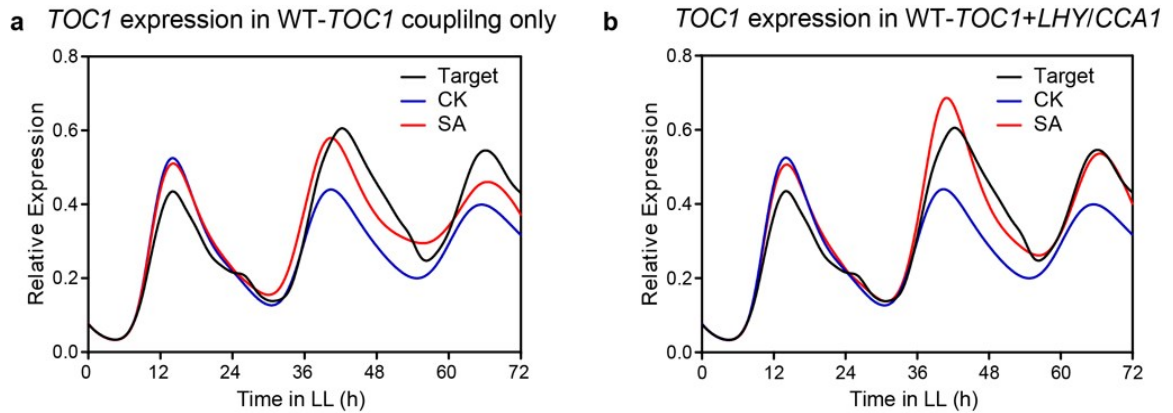 a TOC1 expression in WT-TOC1 couplilng only
0.8
0.6
0.4
0.2
0.0
Relative Expression
Target
CK
SA
0 12 24 36 48 60 72
Time in LL (h)
b TOC1 expression in WT-TOC1+LHY/CCA1
0.8
0.6
0.4
0.2
0.0
Relative Expression
Target
CK
SA
0 12 24 36 48 60 72
Time in LL (h)